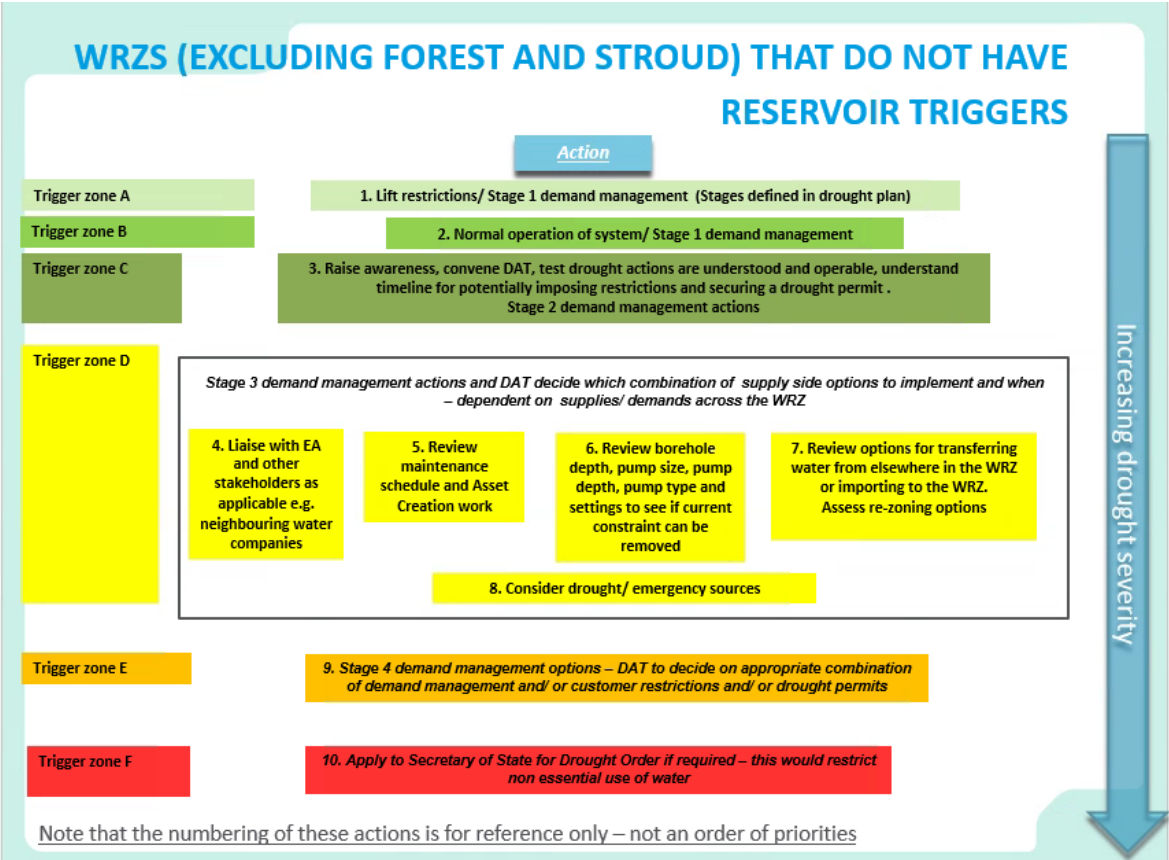 WRZS (EXCLUDING FOREST AND STROUD) THAT DO NOT HAVE
RESERVOIR TRIGGERS
Action
Trigger zone A
1. Lift restrictions/ Stage 1 demand management (Stages defined in drought plan)
Trigger zone B
2. Normal operation of system/ Stage 1 demand management
Trigger zone C
3. Raise awareness, convene DAT, test drought actions are understood and operable, understand
timeline for potentially imposing restrictions and securing a drought permit .
Stage 2 demand management actions
Trigger zone D
Stage 3 demand management actions and DAT decide which combination of supply side options to implement and when
– dependent on supplies/ demands across the WRZ
4. Liaise with EA
and other
stakeholders as
applicable e.g.
neighbouring water
companies
5. Review
maintenance
schedule and Asset
Creation work
6. Review borehole
depth, pump size, pump
depth, pump type and
settings to see if current
constraint can be
removed
7. Review options for transferring
water from elsewhere in the WRZ
or importing to the WRZ.
Assess re-zoning options
8. Consider drought/ emergency sources
Trigger zone E
9. Stage 4 demand management options – DAT to decide on appropriate combination
of demand management and/ or customer restrictions and/ or drought permits
Trigger zone F
10. Apply to Secretary of State for Drought Order if required – this would restrict
non essential use of water
Increasing drought severity
Note that the numbering of these actions is for reference only – not an order of priorities